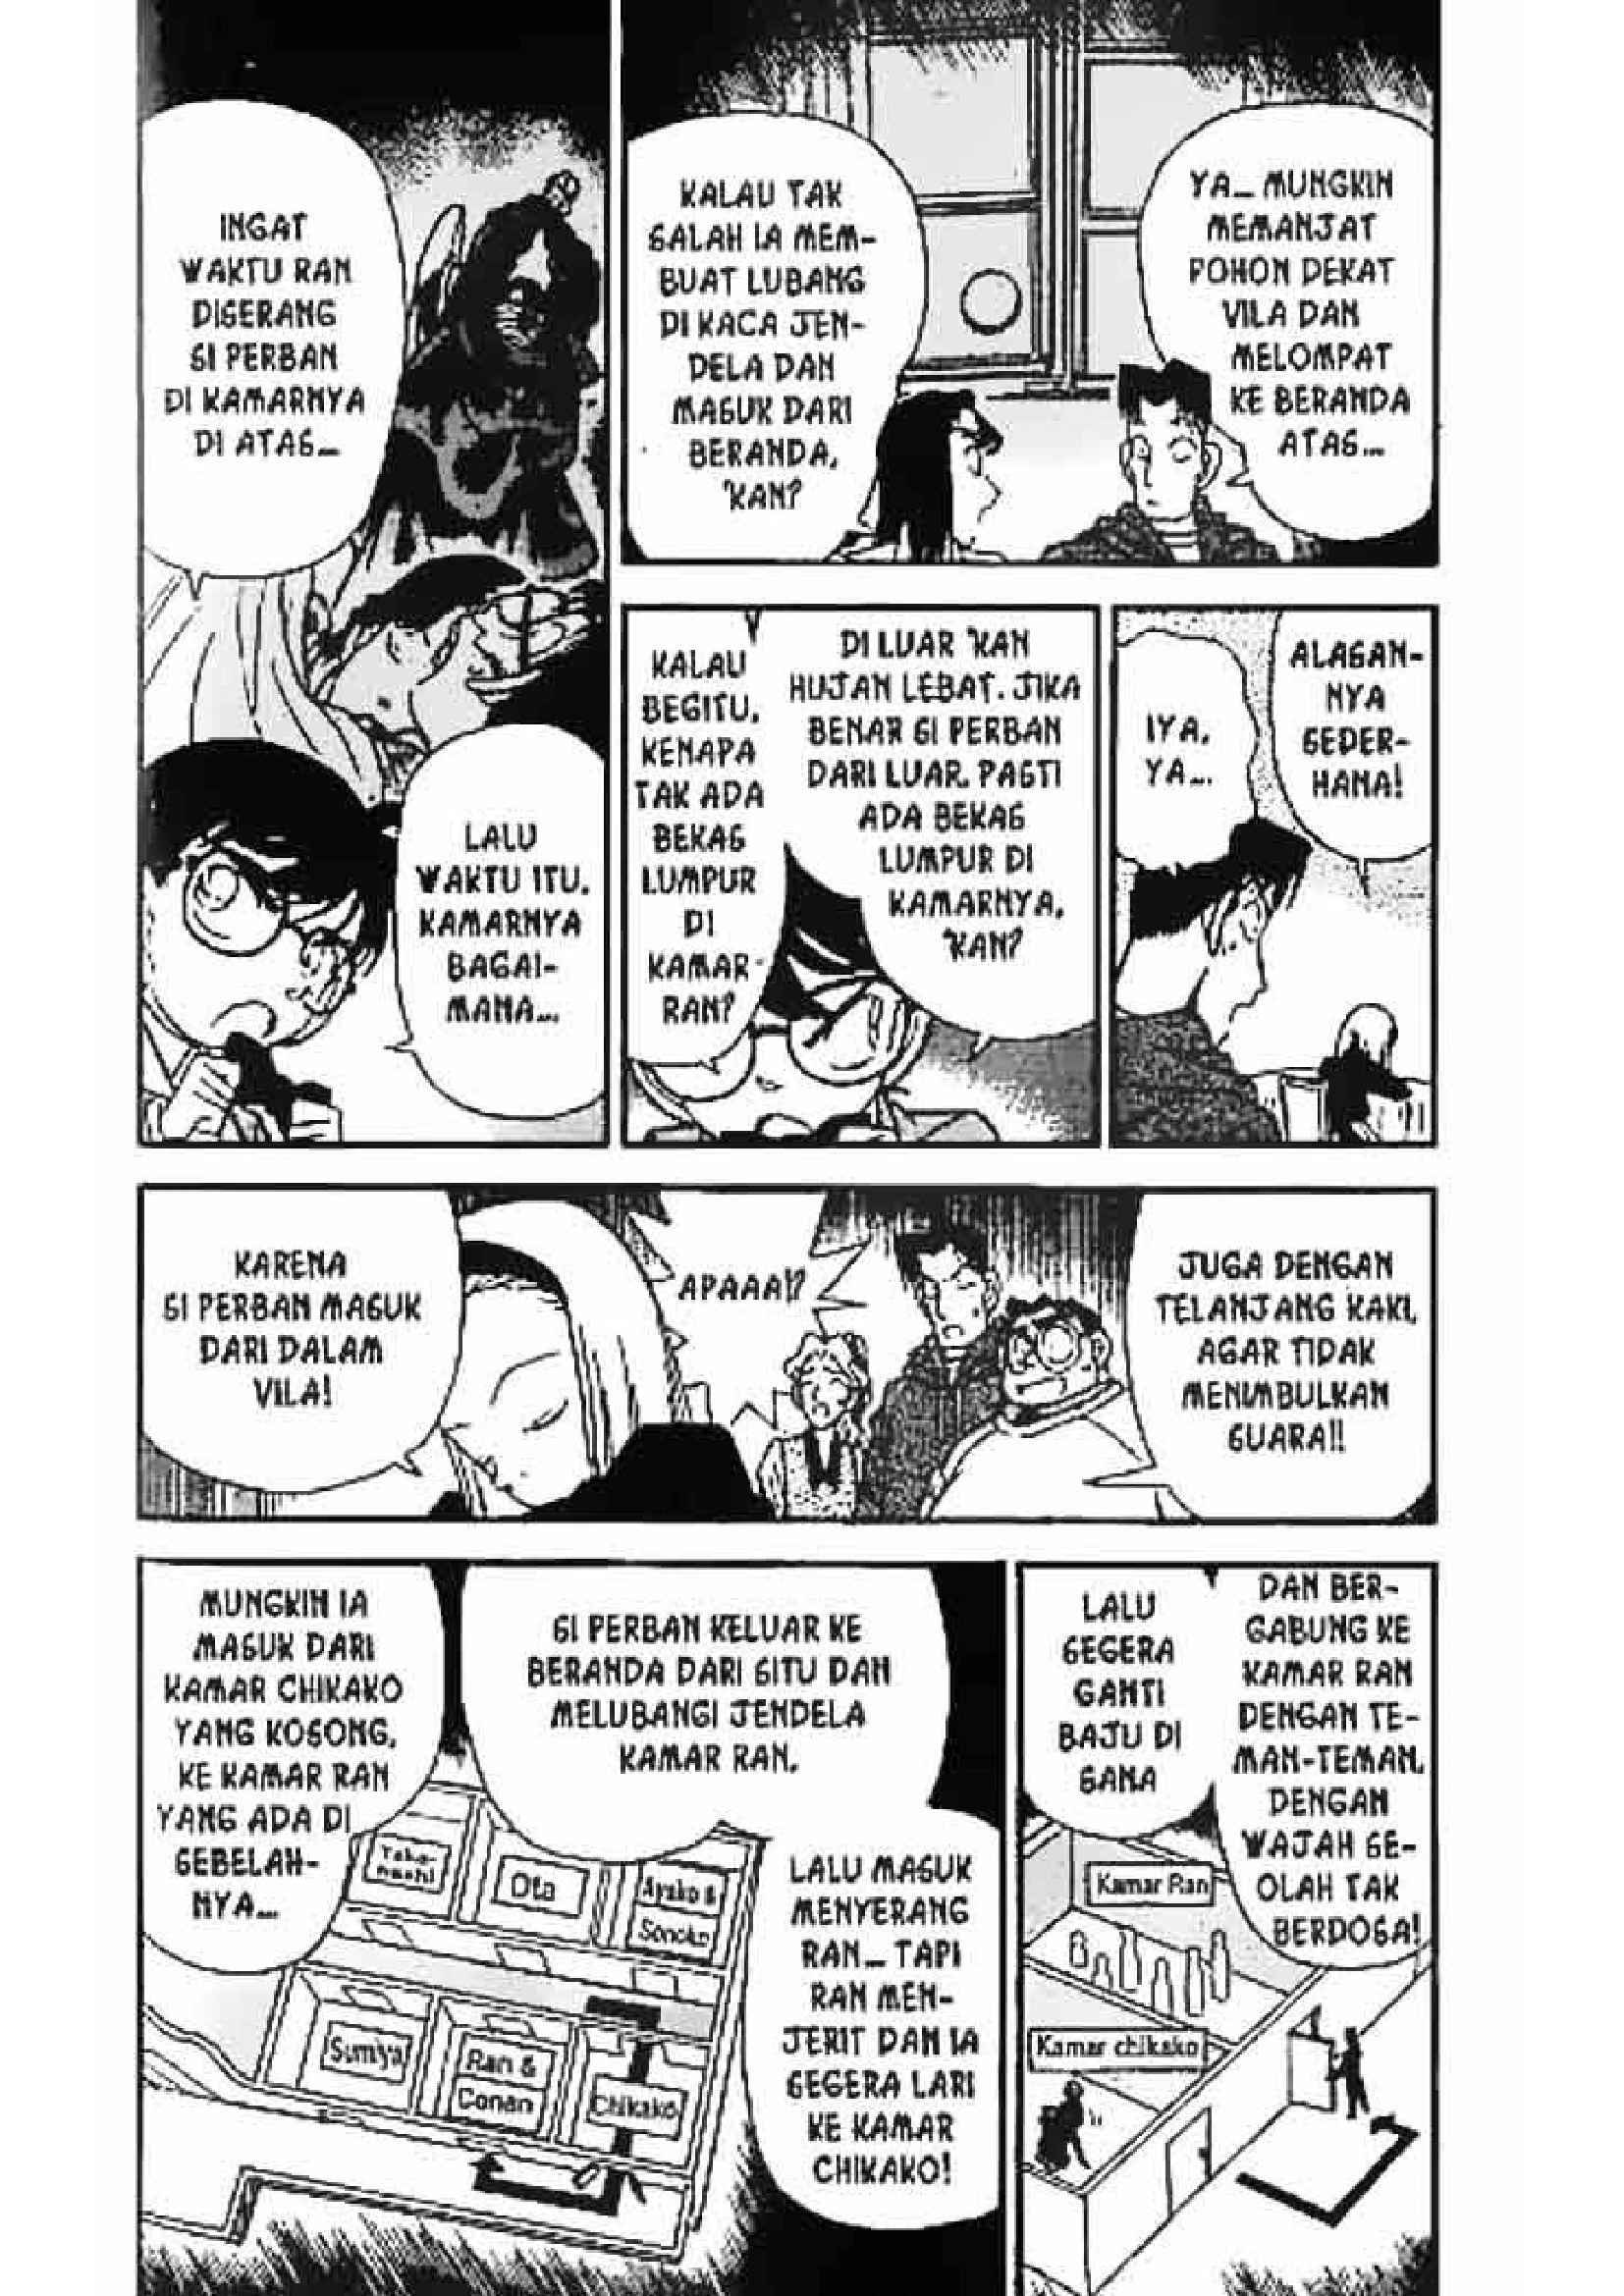 YA... MUNGKIN
MEMANJAT
POHON DEKAT
VILA DAN
MELOMPAT
KE BERANDA
ATAS...
KALAU TAK
SALAH IA MEM-
BUAT LUBANG
DI KACA JEN-
DELA DAN
MASUK DARI
BERANDA,
'KAN?
INGAT
WAKTU RAN
DISERANG
SI PERBAN
DI KAMARNYA
DI ATAS...
LALU
WAKTU ITU,
KAMARNYA
BAGAI-
MANA...
ALASAN-
NYA
SEDER-
HANA!
IYA,
YA...
DI LUAR 'KAN
HUJAN LEBAT. JIKA
BENAR SI PERBAN
DARI LUAR, PASTI
ADA BEKAS
LUMPUR DI
KAMARNYA,
'KAN?
KALAU
BEGITU,
KENAPA
TAK ADA
BEKAS
LUMPUR
DI
KAMAR
RAN?
JUGA DENGAN
TELANJANG KAKI,
AGAR TIDAK
MENIMBULKAN
SUARA!!
APAAA!?
KARENA
SI PERBAN MASUK
DARI DALAM
VILA!
MUNGKIN IA
MASUK DARI
KAMAR CHIKAKO
YANG KOSONG,
KE KAMAR RAN
YANG ADA DI
SEBELAH-
NYA...
SI PERBAN KELUAR KE
BERANDA DARI SITU DAN
MELUBANGI JENDELA
KAMAR RAN.
LALU MASUK
MENYERANG
RAN... TAPI
RAN MEN-
JERIT DAN IA
SEGERA LARI
KE KAMAR
CHIKAKO!
Taka-
nashi
Ota
Ayako &
Sonoko
Sumiya
Ran &
Conan
Chikako
LALU
SEGERA
GANTI
BAJU DI
SANA
DAN BER-
GABUNG KE
KAMAR RAN
DENGAN TE-
MAN-TEMAN,
DENGAN
WAJAH SE-
OLAH TAK
BERDOSA!
Kamar Ran
Kamar chikako